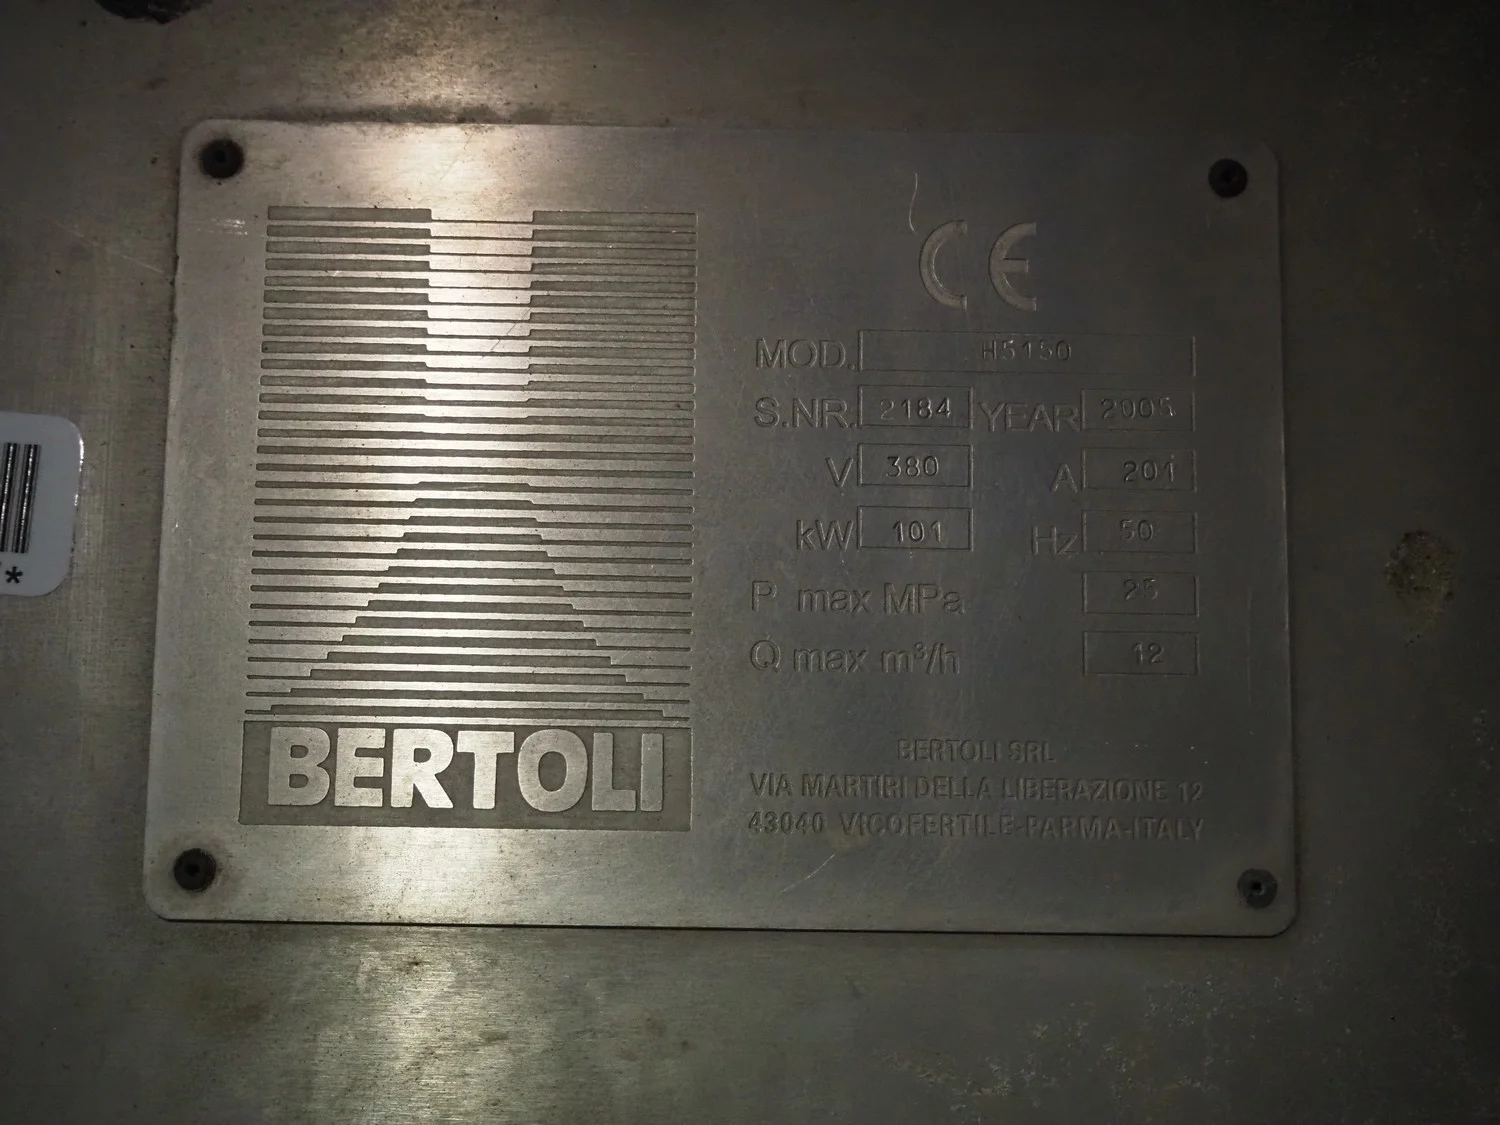 CE
MOD. H5150
S.NR. 2184 YEAR 2005
V 380 A 201
kW 101 Hz 50
P max MPa 25
Q max m³/h 12
BERTOLI
BERTOLI SRL
VIA MARTIRI DELLA LIBERAZIONE 12
43040 VICOFERTILE-PARMA-ITALY
*